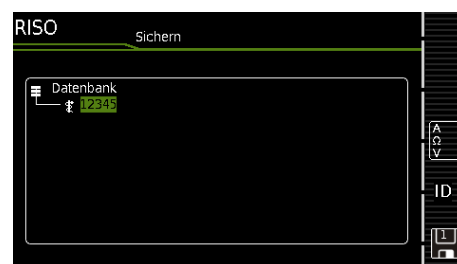 RISO
Sichern
Datenbank
12345
A
Ω
V
ID
1